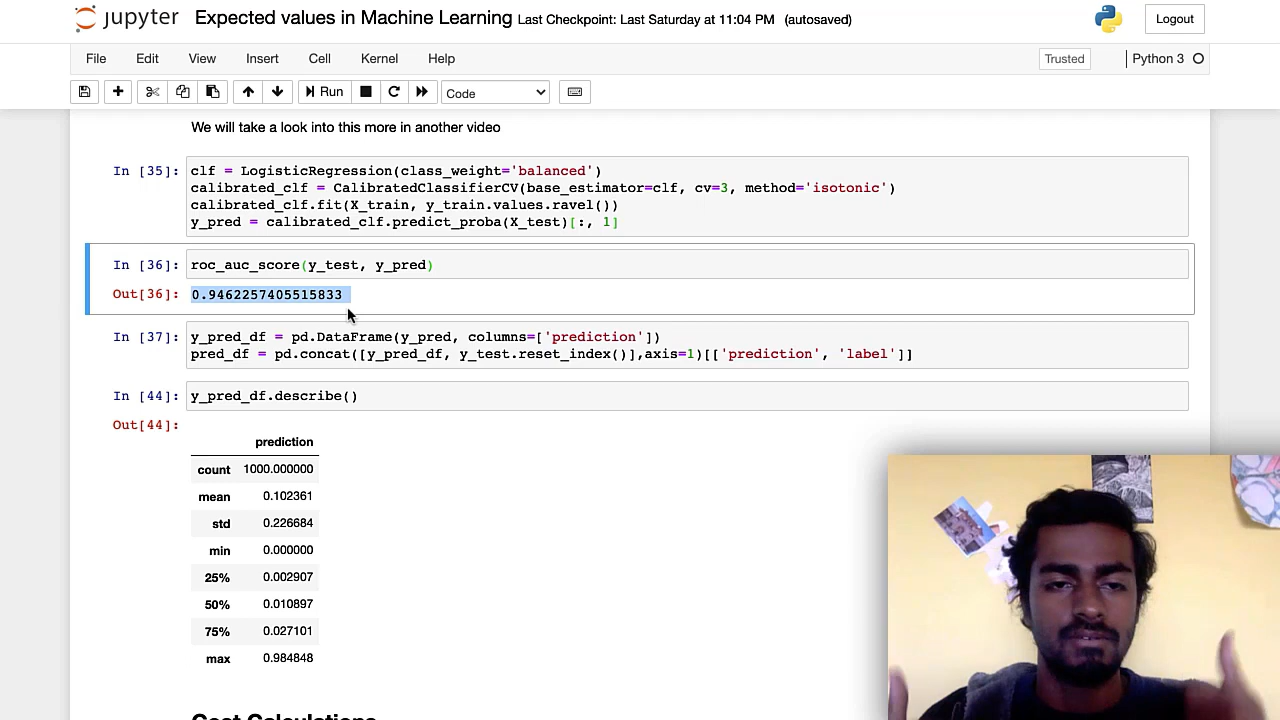 jupyter Expected values in Machine Learning Last Checkpoint: Last Saturday at 11:04 PM (autosaved)
Logout
File Edit View Insert Cell Kernel Help
Trusted Python 3
Run Code
We will take a look into this more in another video
In [35]: clf = LogisticRegression(class_weight='balanced')
calibrated_clf = CalibratedClassifierCV(base_estimator=clf, cv=3, method='isotonic')
calibrated_clf.fit(X_train, y_train.values.ravel())
y_pred = calibrated_clf.predict_proba(X_test)[:, 1]
In [36]: roc_auc_score(y_test, y_pred)
Out[36]: 0.9462257405515833
In [37]: y_pred_df = pd.DataFrame(y_pred, columns=['prediction'])
pred_df = pd.concat([y_pred_df, y_test.reset_index()],axis=1)[['prediction', 'label']]
In [44]: y_pred_df.describe()
Out[44]:
prediction
count 1000.000000
mean 0.102361
std 0.226684
min 0.000000
25% 0.002907
50% 0.010897
75% 0.027101
max 0.984848
Cost Calculations